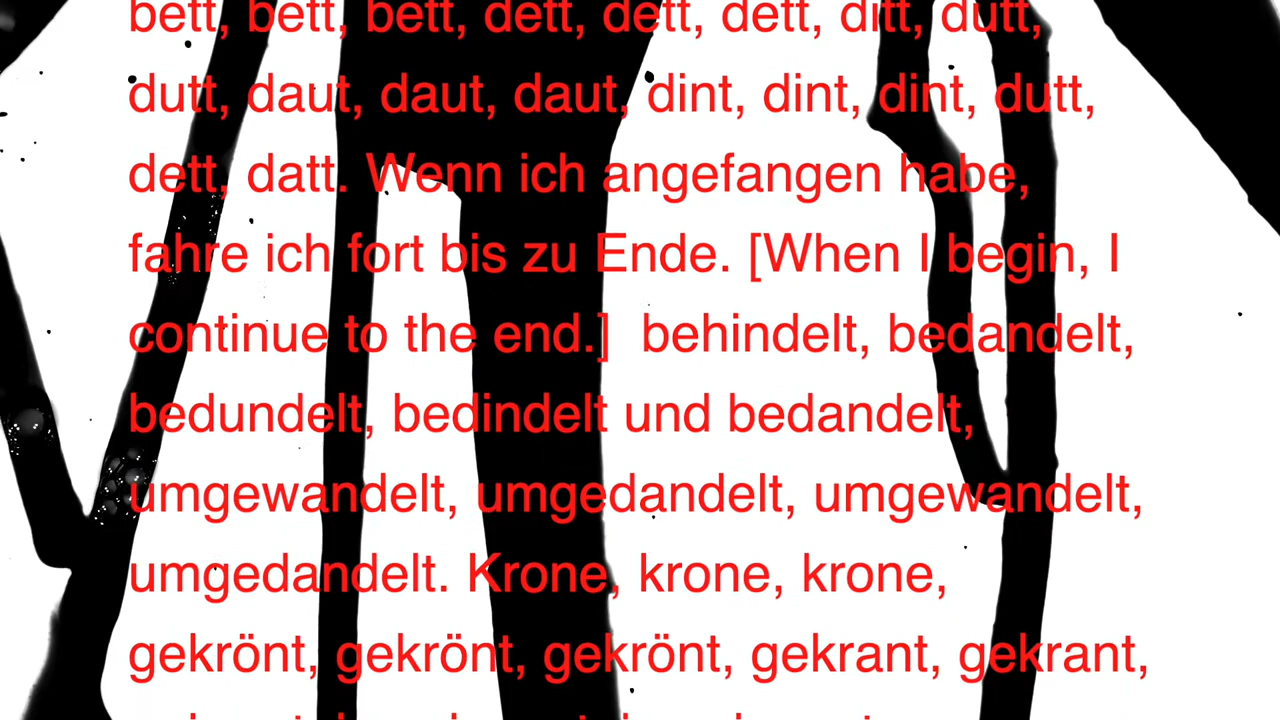 bett, bett, bett, dett, dett, dett, ditt, dutt,
dutt, daut, daut, daut, dint, dint, dint, dutt,
dett, datt. Wenn ich angefangen habe,
fahre ich fort bis zu Ende. [When I begin, I
continue to the end.]  behindelt, bedandelt,
bedundelt, bedindelt und bedandelt,
umgewandelt, umgedandelt, umgewandelt,
umgedandelt. Krone, krone, krone,
gekrönt, gekrönt, gekrönt, gekrant, gekrant,